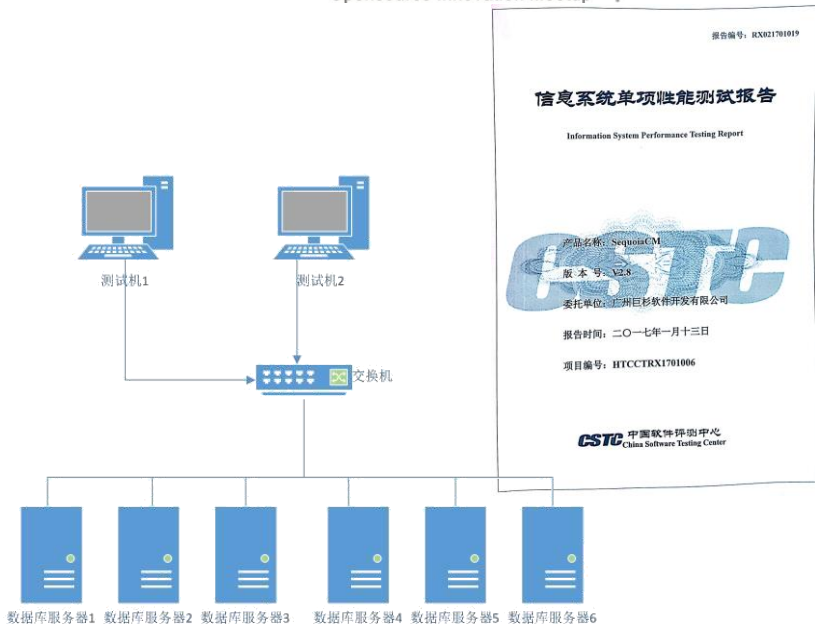 报告编号：RX021701019
信息系统单项性能测试报告
Information System Performance Testing Report
产品名称：SequoiaCM
版 本 号：V2.8
委托单位：广州巨杉软件开发有限公司
报告时间：二〇一七年一月十三日
项目编号：HTCCTRX1701006
CSTC 中国软件评测中心
China Software Testing Center
CSTC
测试机1
测试机2
交换机
数据库服务器1 数据库服务器2 数据库服务器3 数据库服务器4 数据库服务器5 数据库服务器6